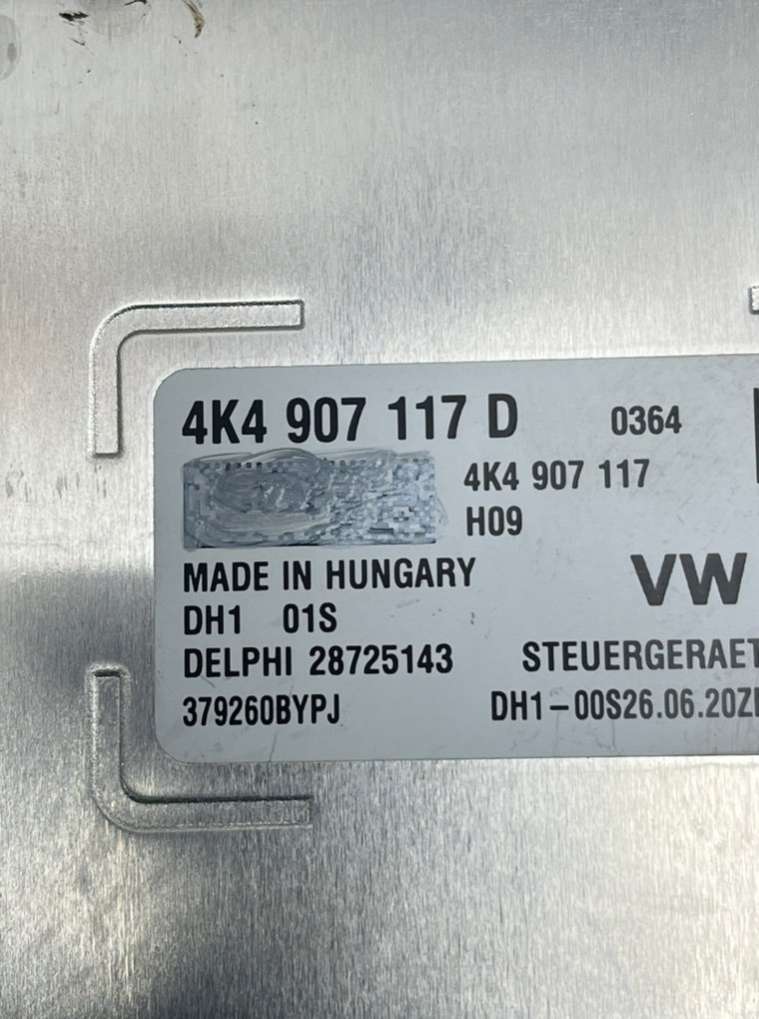 4K4 907 117 D 0364
4K4 907 117
H09
MADE IN HUNGARY
VW
DH1 01S
DELPHI 28725143 STEUERGERAET
379260BYPJ DH1-00S26.06.20Z